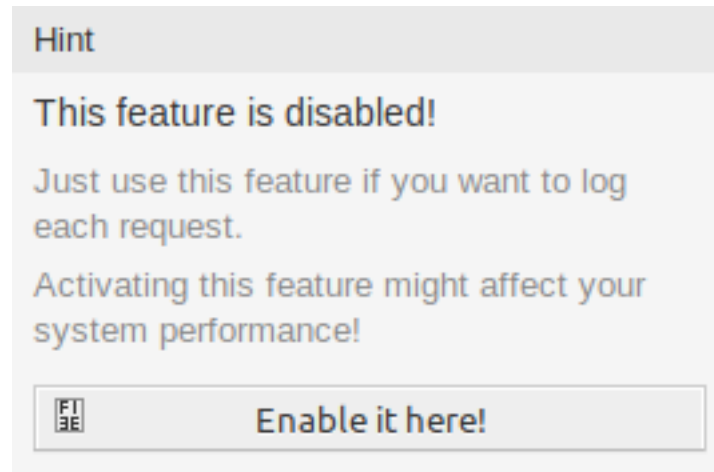 Hint
This feature is disabled!
Just use this feature if you want to log
each request.
Activating this feature might affect your
system performance!
Enable it here!